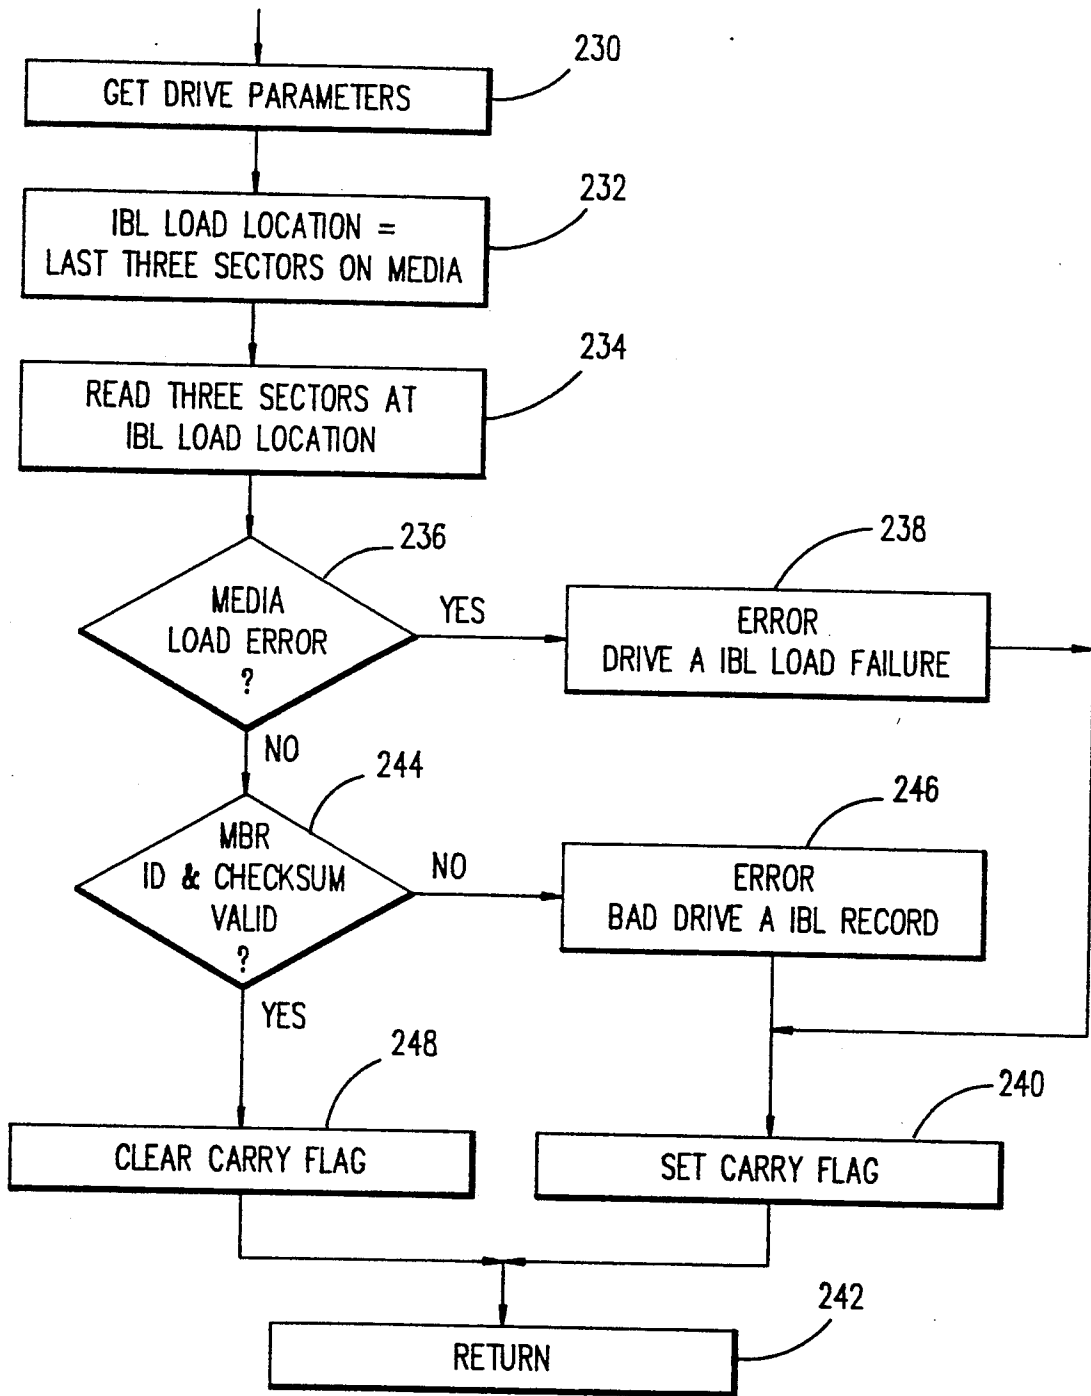 230
GET DRIVE PARAMETERS
232
IBL LOAD LOCATION =
LAST THREE SECTORS ON MEDIA
234
READ THREE SECTORS AT
IBL LOAD LOCATION
236
MEDIA
LOAD ERROR
?
YES
238
ERROR
DRIVE A IBL LOAD FAILURE
NO
244
MBR
ID & CHECKSUM
VALID
?
NO
246
ERROR
BAD DRIVE A IBL RECORD
YES
248
CLEAR CARRY FLAG
240
SET CARRY FLAG
242
RETURN